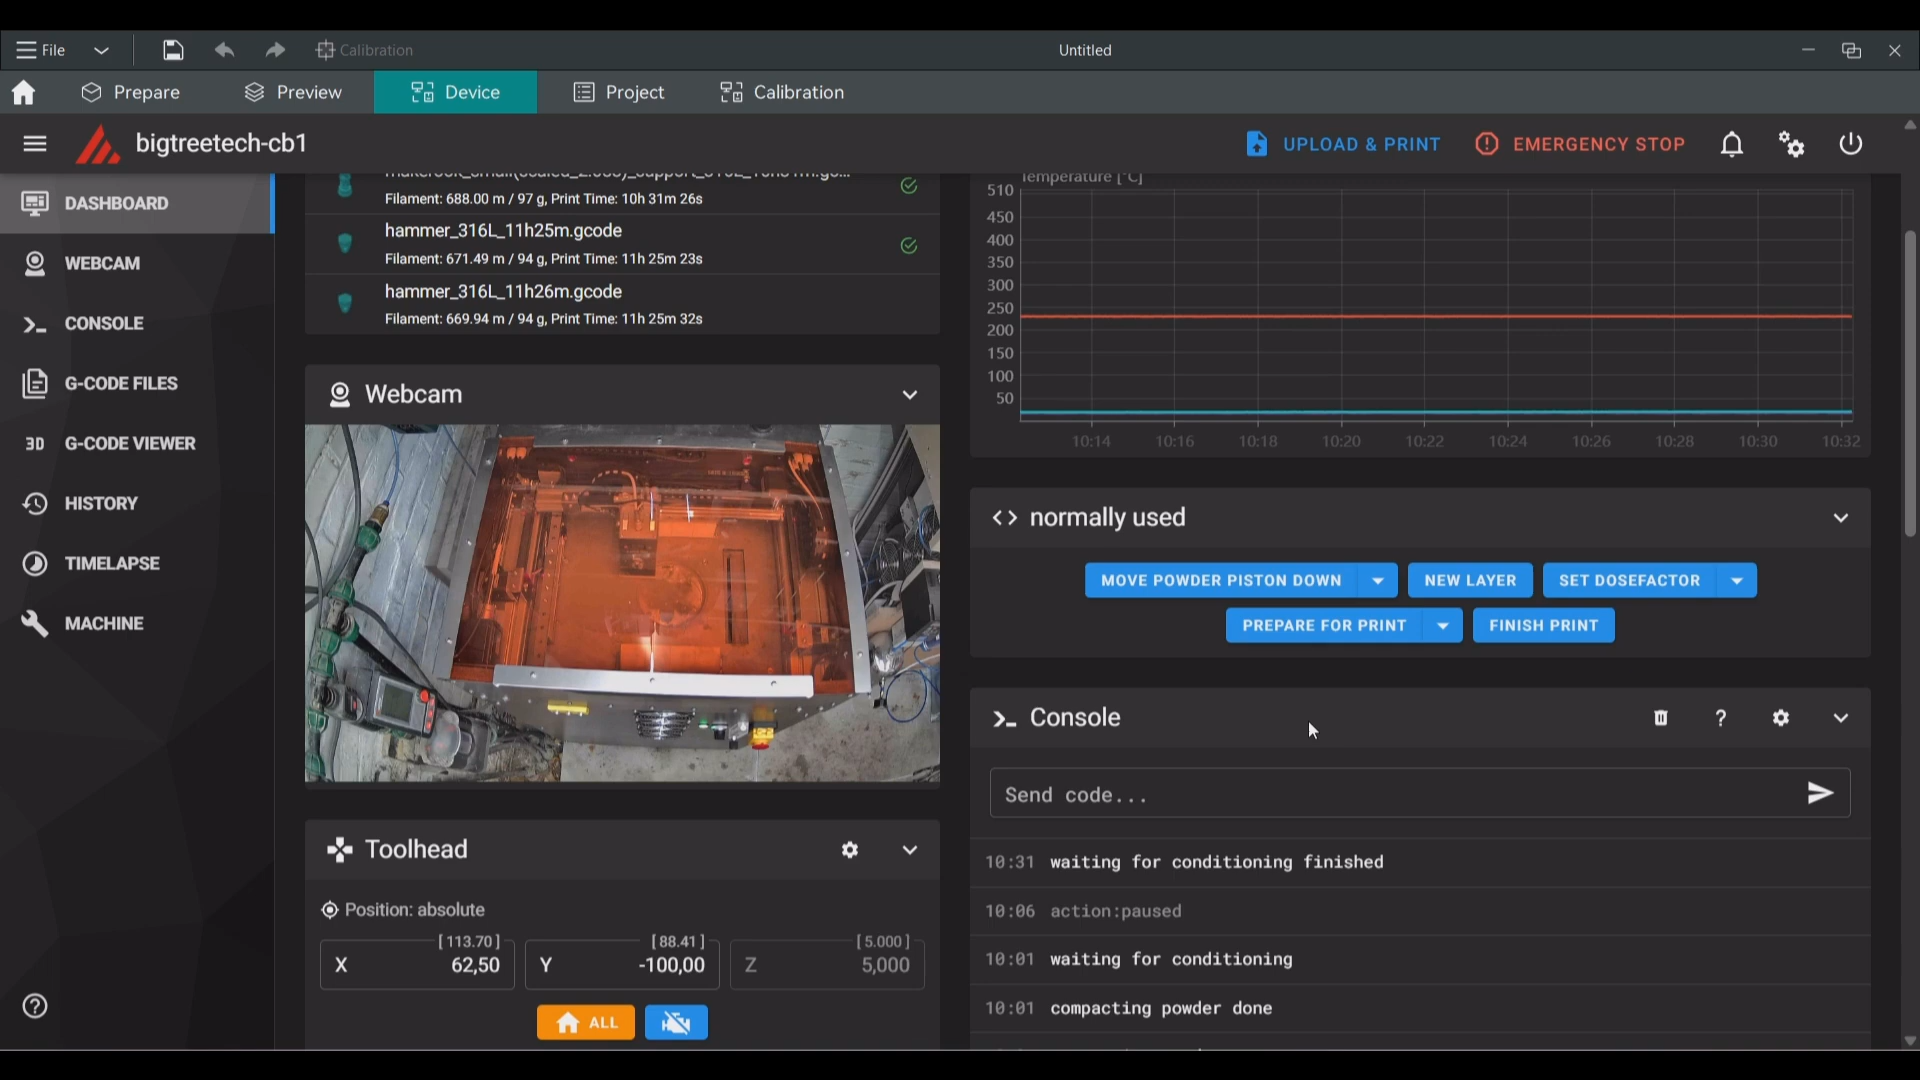 File
Calibration
Untitled
Prepare
Preview
Device
Project
Calibration
bigtreetech-cb1
UPLOAD & PRINT
EMERGENCY STOP
DASHBOARD
WEBCAM
CONSOLE
G-CODE FILES
3D G-CODE VIEWER
HISTORY
TIMELAPSE
MACHINE
Filament: 688.00 m / 97 g, Print Time: 10h 31m 26s
hammer_316L_11h25m.gcode
Filament: 671.49 m / 94 g, Print Time: 11h 25m 23s
hammer_316L_11h26m.gcode
Filament: 669.94 m / 94 g, Print Time: 11h 25m 32s
Webcam
Toolhead
Position: absolute
[ 113.70 ] [ 88.41 ] [ 5.000 ]
X 62,50 Y -100,00 Z 5,000
ALL
Temperature [°C]
510
450
400
350
300
250
200
150
100
50
10:14 10:16 10:18 10:20 10:22 10:24 10:26 10:28 10:30 10:32
<> normally used
MOVE POWDER PISTON DOWN NEW LAYER SET DOSEFACTOR
PREPARE FOR PRINT FINISH PRINT
Console
?
Send code...
10:31 waiting for conditioning finished
10:06 action:paused
10:01 waiting for conditioning
10:01 compacting powder done